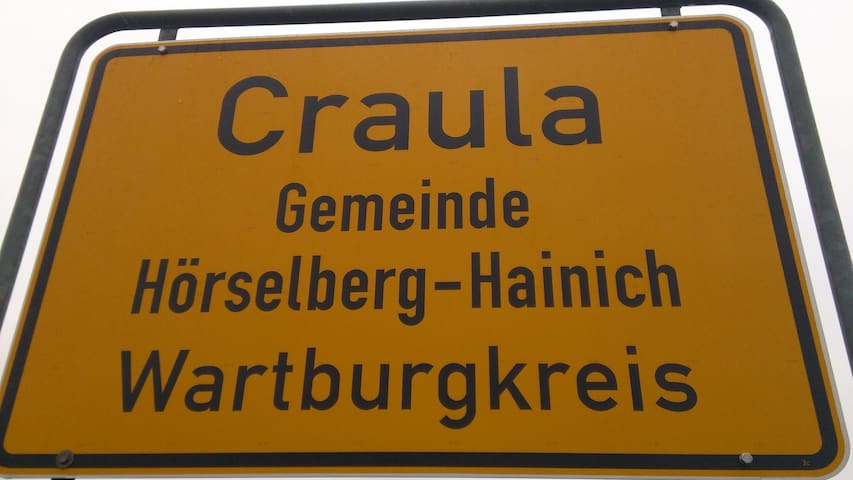 Craula
Gemeinde
Hörselberg-Hainich
Wartburgkreis